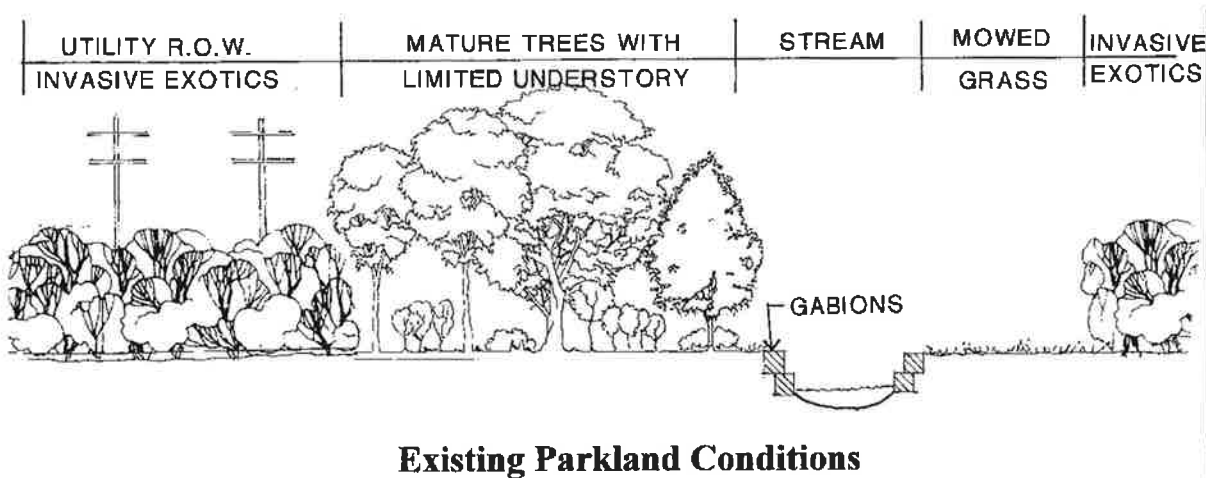 UTILITY R.O.W.
INVASIVE EXOTICS
MATURE TREES WITH
LIMITED UNDERSTORY
STREAM
MOWED
GRASS
INVASIVE
EXOTICS
GABIONS
Existing Parkland Conditions